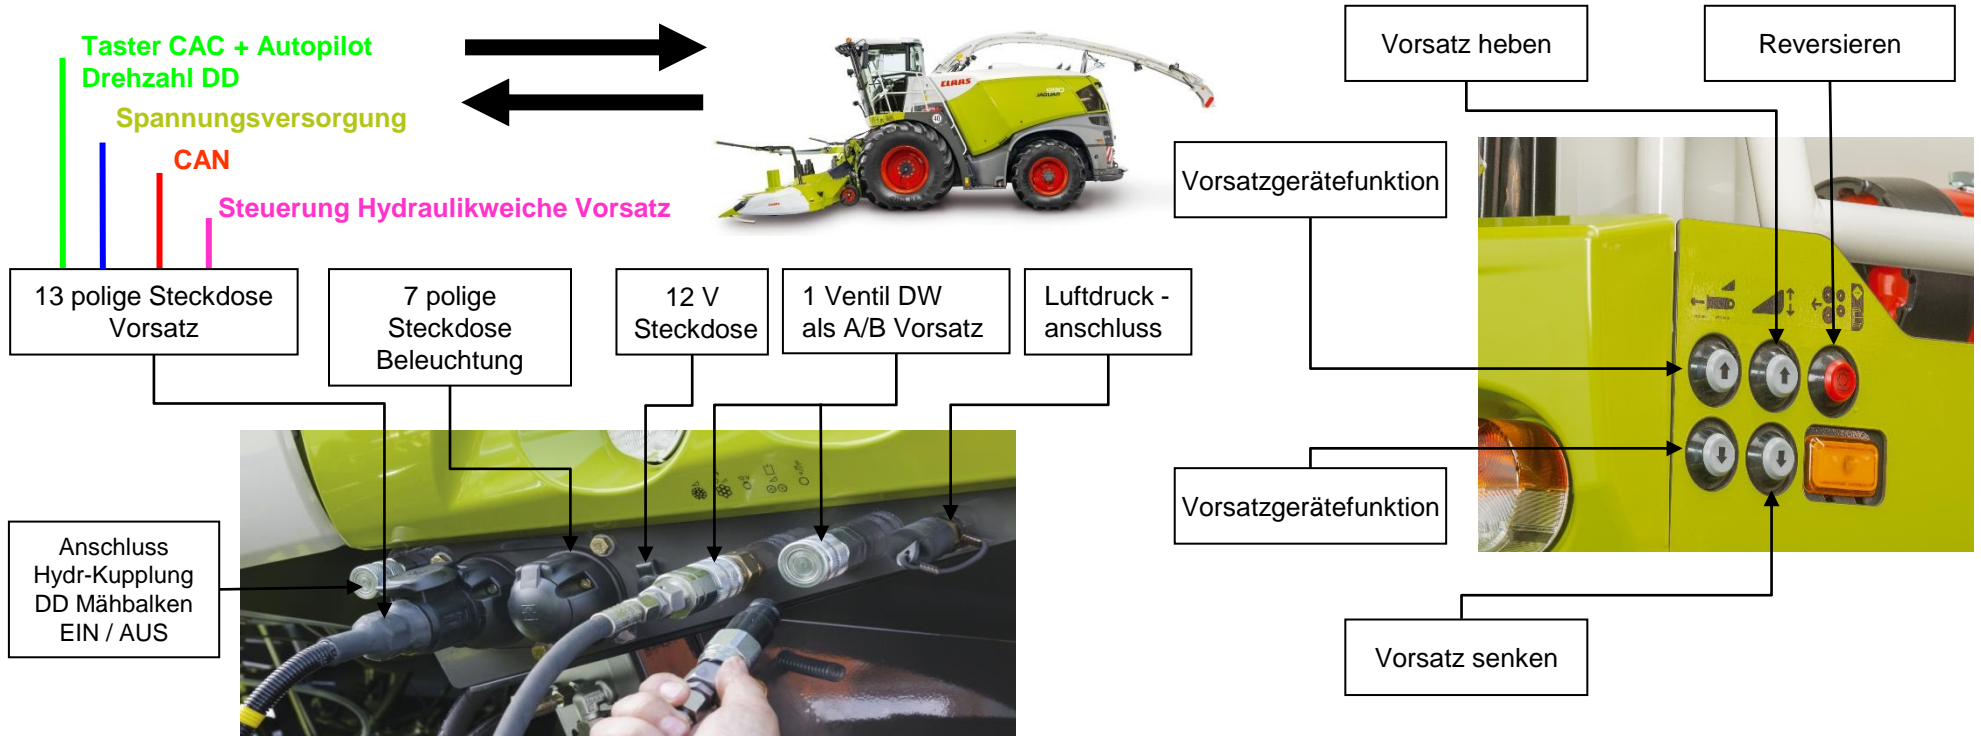 Taster CAC + Autopilot
Drehzahl DD
Spannungsversorgung
CAN
Steuerung Hydraulikweiche Vorsatz
CLAAS
JAGUAR
40
Vorsatz heben
Reversieren
Vorsatzgerätefunktion
13 polige Steckdose
Vorsatz
7 polige
Steckdose
Beleuchtung
12 V
Steckdose
1 Ventil DW
als A/B Vorsatz
Luftdruck -
anschluss
Vorsatzgerätefunktion
Anschluss
Hydr-Kupplung
DD Mähbalken
EIN / AUS
Vorsatz senken